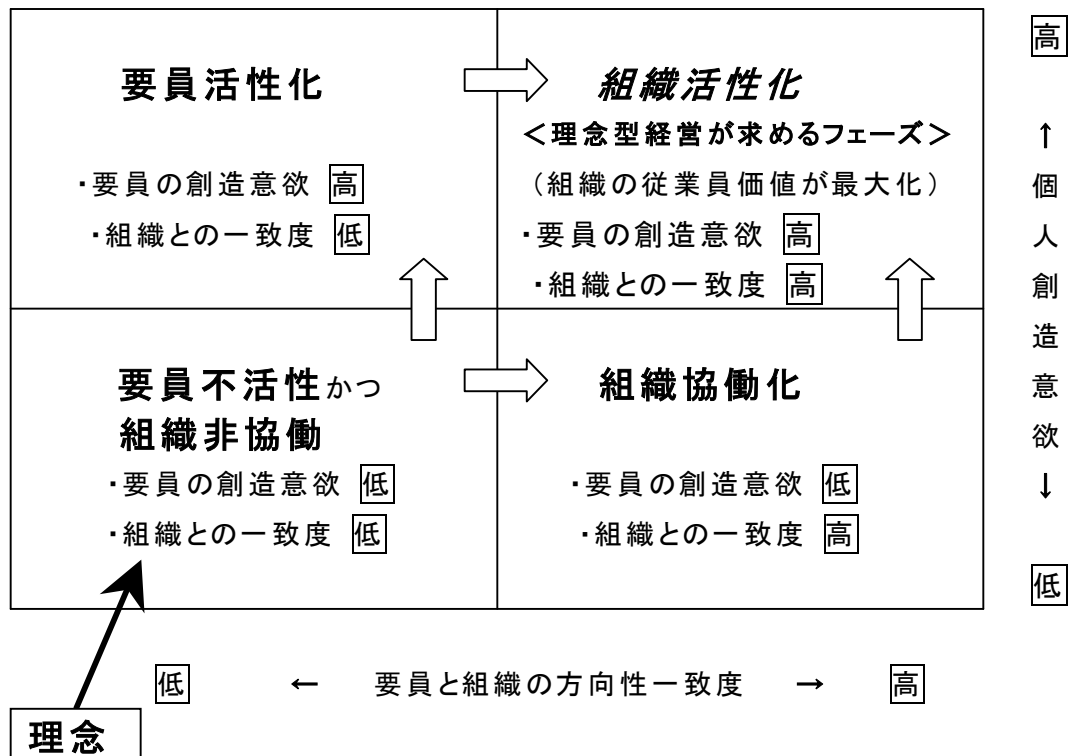 要員活性化
・要員の創造意欲 高
・組織との一致度 低
組織活性化
＜理念型経営が求めるフェーズ＞
（組織の従業員価値が最大化）
・要員の創造意欲 高
・組織との一致度 高
要員不活性かつ
組織非協働
・要員の創造意欲 低
・組織との一致度 低
組織協働化
・要員の創造意欲 低
・組織との一致度 高
高
↑個人創造意欲↓
低
低 ← 要員と組織の方向性一致度 → 高
理念